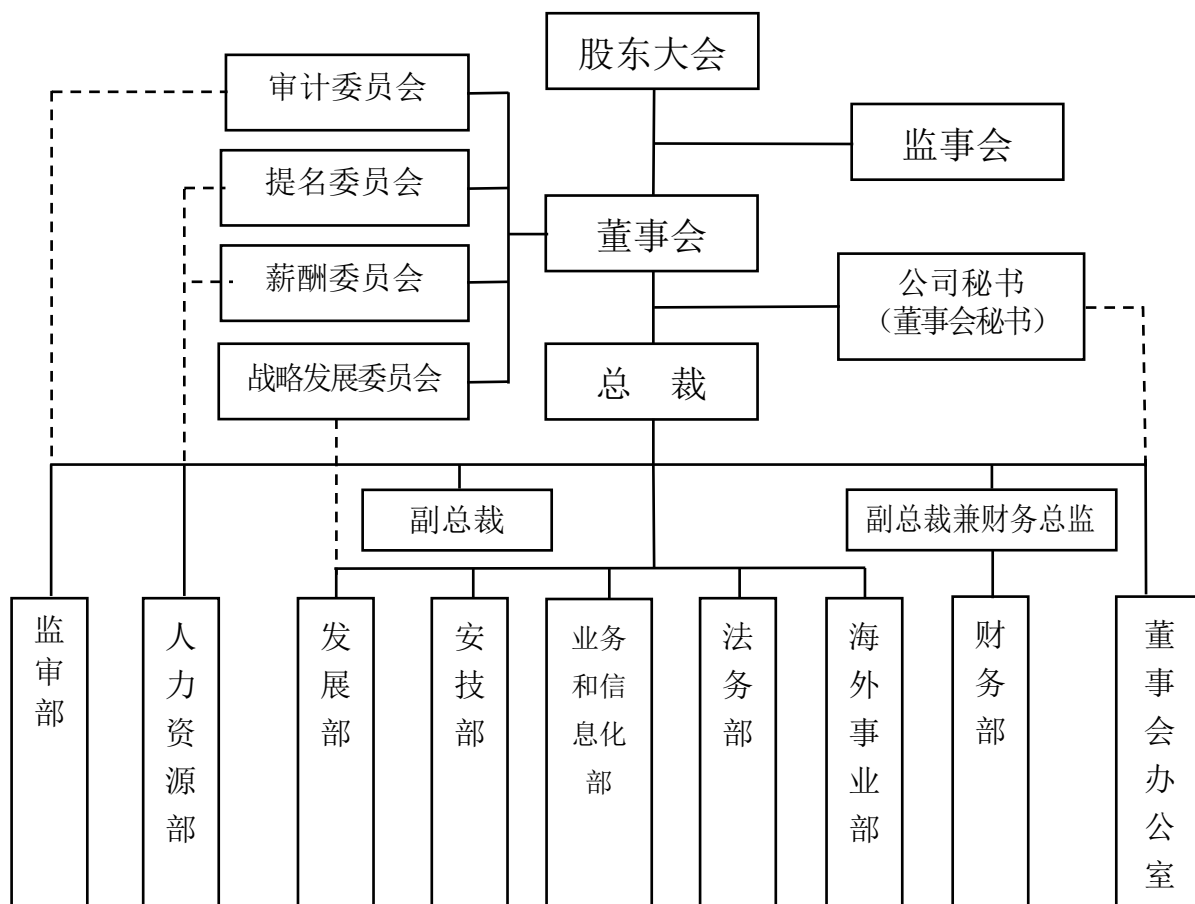 股东大会
审计委员会
监事会
提名委员会
董事会
薪酬委员会
公司秘书
（董事会秘书）
战略发展委员会
总 裁
副总裁
副总裁兼财务总监
监审部
人力资源部
发展部
安技部
业务
和信
息化
部
法务部
海外事业部
财务部
董事会办公室